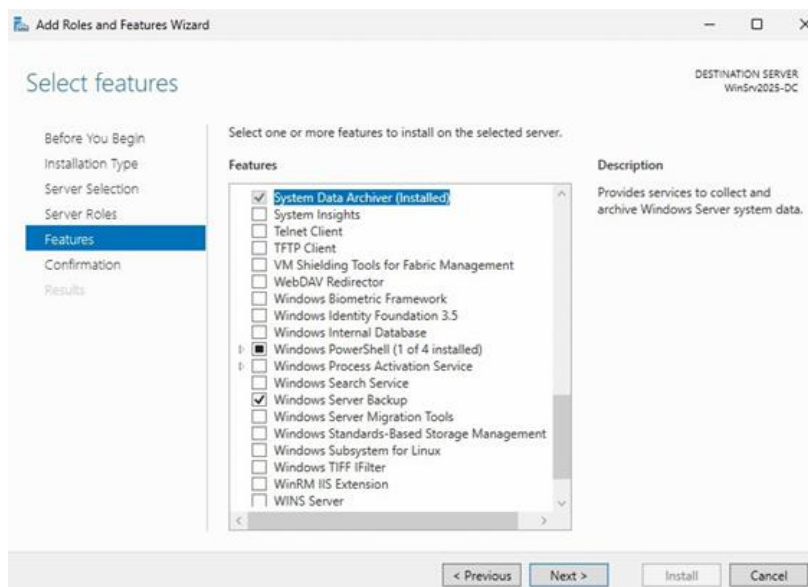 Add Roles and Features Wizard
Select features
DESTINATION SERVER
WinSrv2025-DC
Before You Begin
Installation Type
Server Selection
Server Roles
Features
Confirmation
Results
Select one or more features to install on the selected server.
Features
System Data Archiver (Installed)
System Insights
Telnet Client
TFTP Client
VM Shielding Tools for Fabric Management
WebDAV Redirector
Windows Biometric Framework
Windows Identity Foundation 3.5
Windows Internal Database
Windows PowerShell (1 of 4 installed)
Windows Process Activation Service
Windows Search Service
Windows Server Backup
Windows Server Migration Tools
Windows Standards-Based Storage Management
Windows Subsystem for Linux
Windows TIFF IFilter
WinRM IIS Extension
WINS Server
Description
Provides services to collect and
archive Windows Server system data.
< Previous
Next >
Install
Cancel